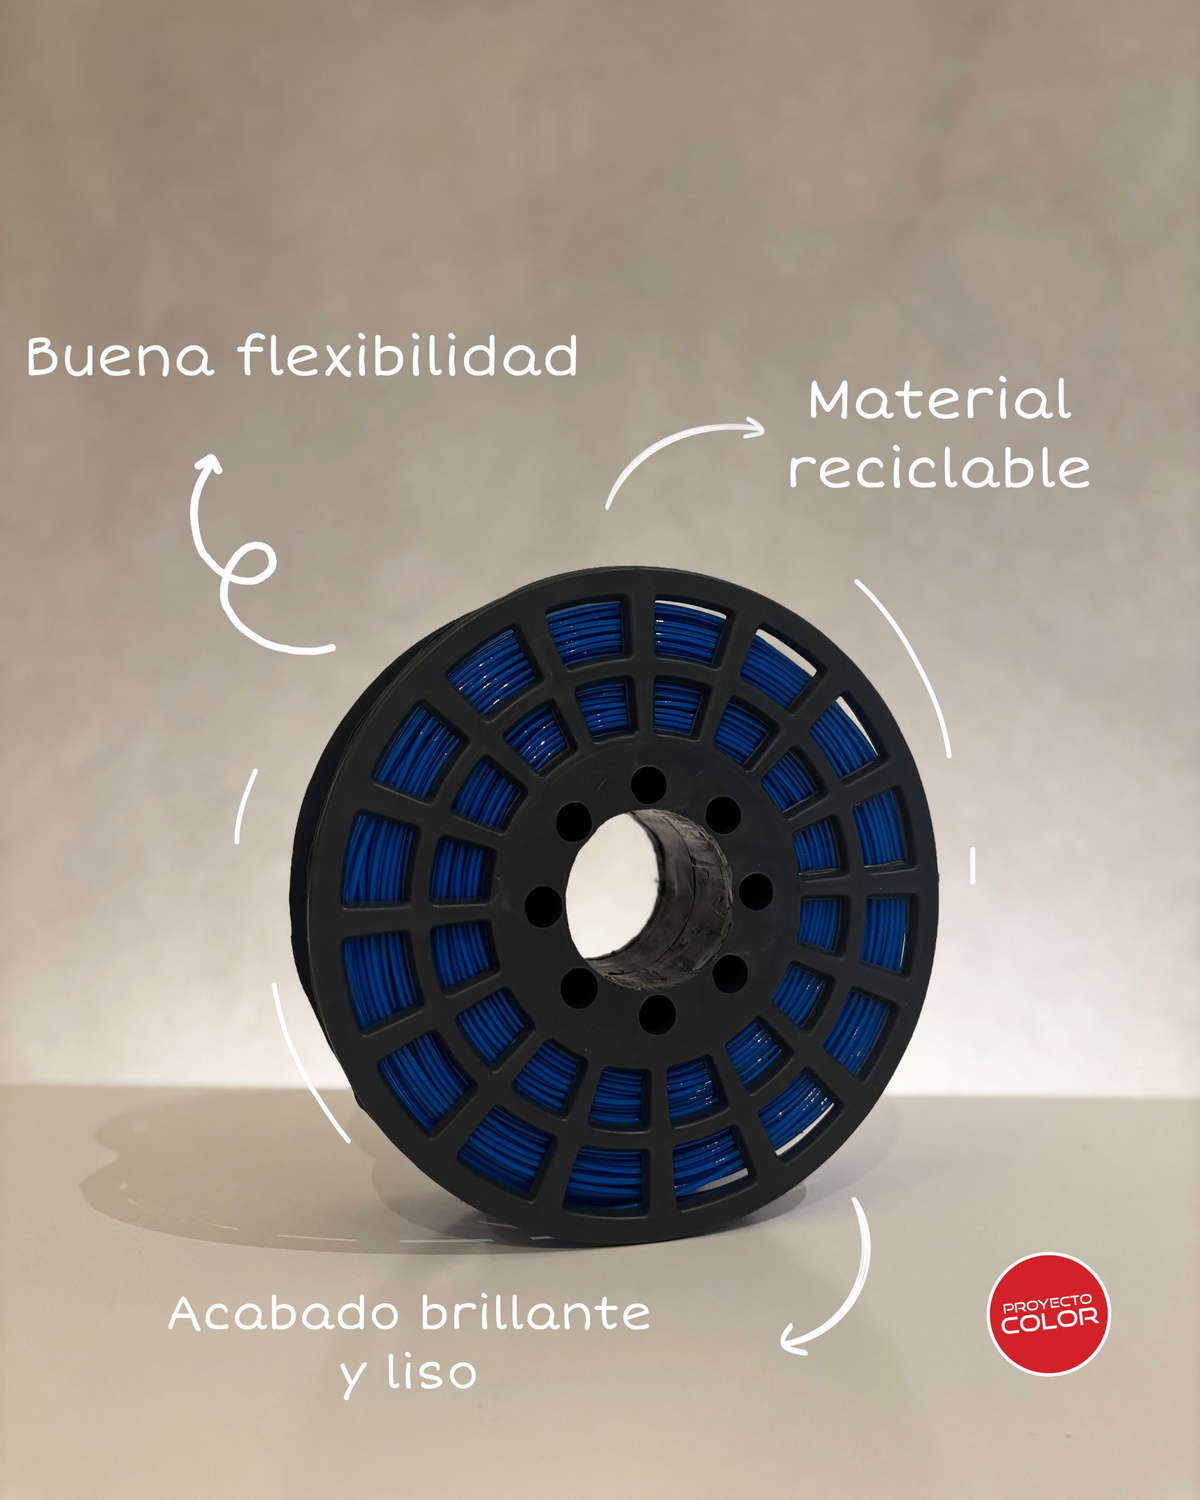 Buena flexibilidad
Material
reciclable
Acabado brillante
y liso
PROYECTO
COLOR